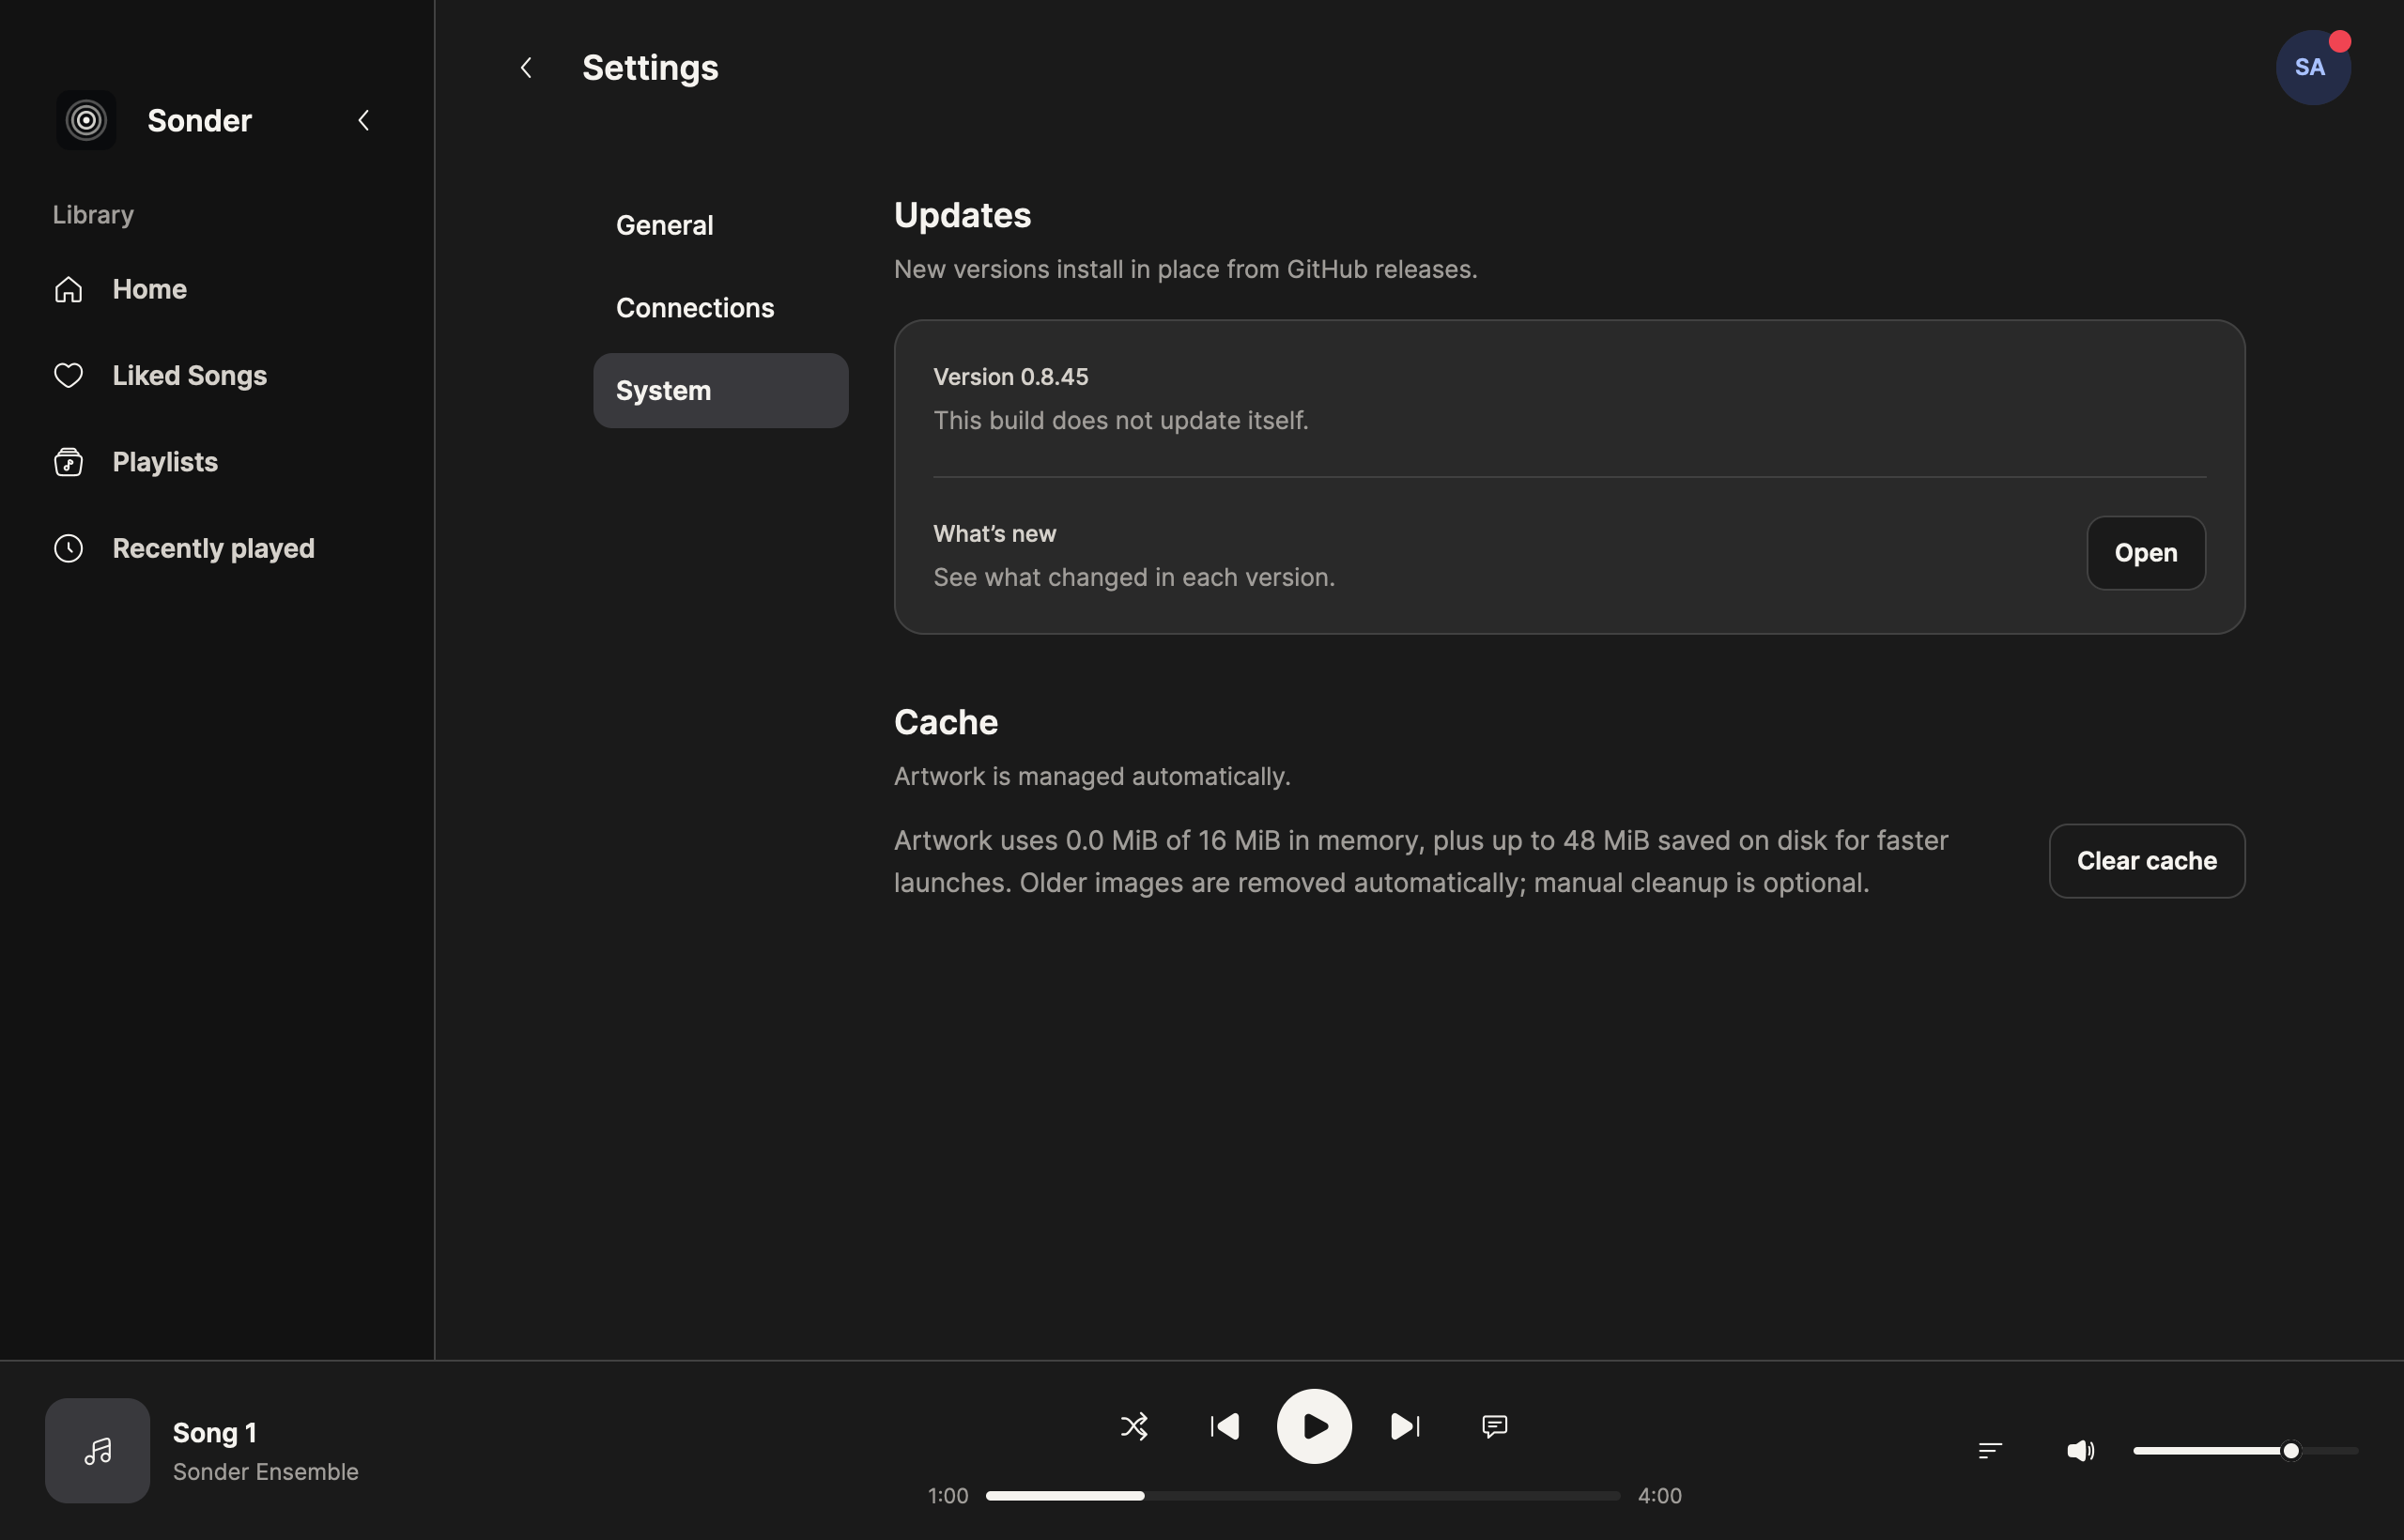 Sonder
Library
Home
Liked Songs
Playlists
Recently played
Settings
SA
General
Connections
System
Updates
New versions install in place from GitHub releases.
Version 0.8.45
This build does not update itself.
What’s new
See what changed in each version.
Open
Cache
Artwork is managed automatically.
Artwork uses 0.0 MiB of 16 MiB in memory, plus up to 48 MiB saved on disk for faster
launches. Older images are removed automatically; manual cleanup is optional.
Clear cache
Song 1
Sonder Ensemble
1:00
4:00